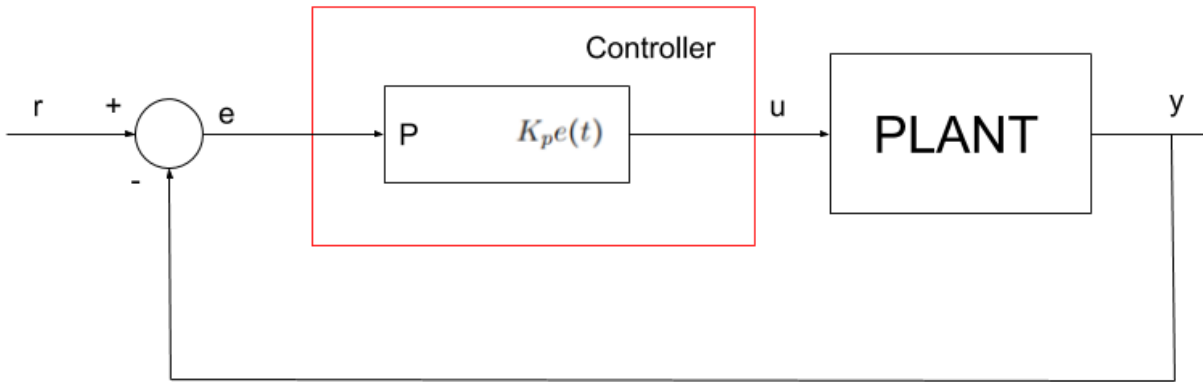 Controller
r
+
e
P
K_p e(t)
u
PLANT
y
-